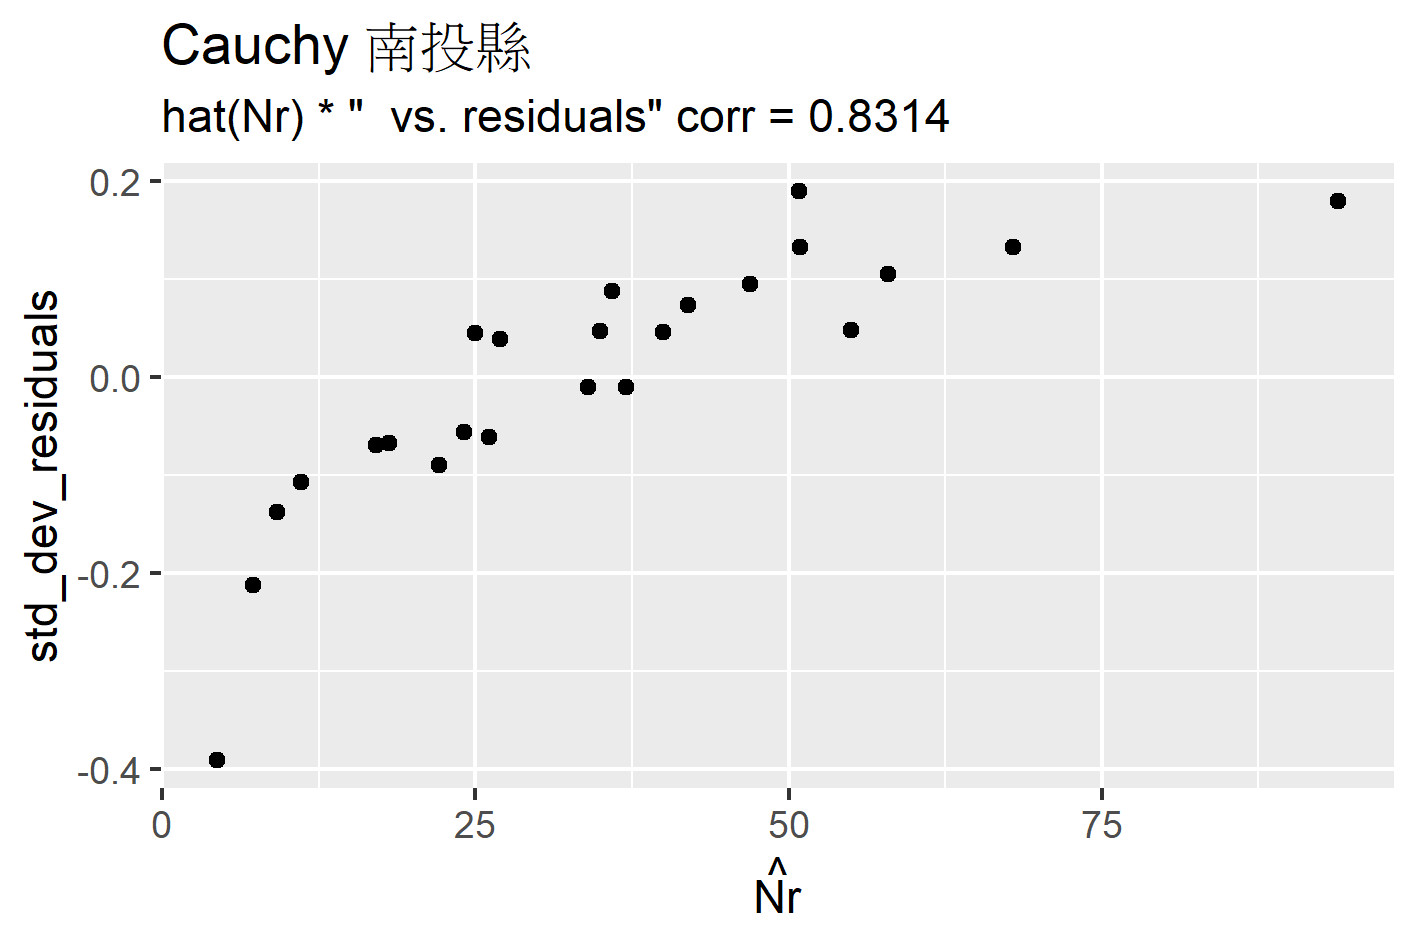 Cauchy 南投縣
hat(Nr) * "  vs. residuals" corr = 0.8314
0.2
0.0
-0.2
-0.4
std_dev_residuals
0 25 50 75
N̂r